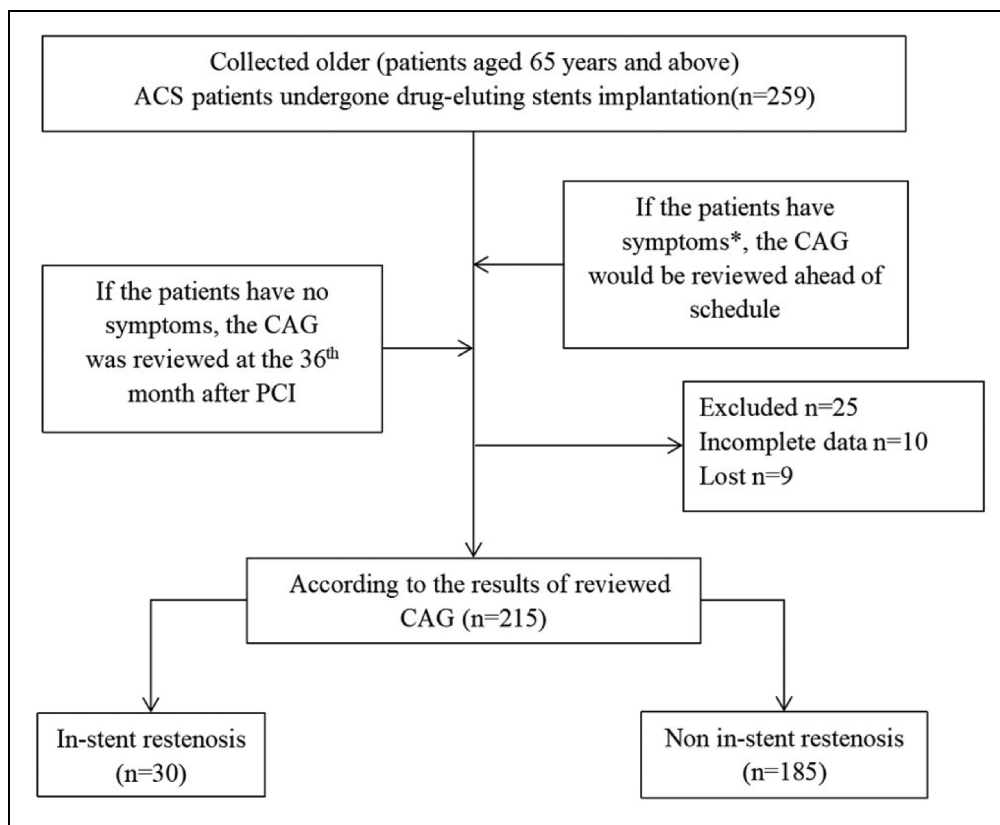 Collected older (patients aged 65 years and above)
ACS patients undergone drug-eluting stents implantation(n=259)
If the patients have
symptoms*, the CAG
would be reviewed ahead of
schedule
If the patients have no
symptoms, the CAG
was reviewed at the 36th
month after PCI
Excluded n=25
Incomplete data n=10
Lost n=9
According to the results of reviewed
CAG (n=215)
In-stent restenosis
(n=30)
Non in-stent restenosis
(n=185)